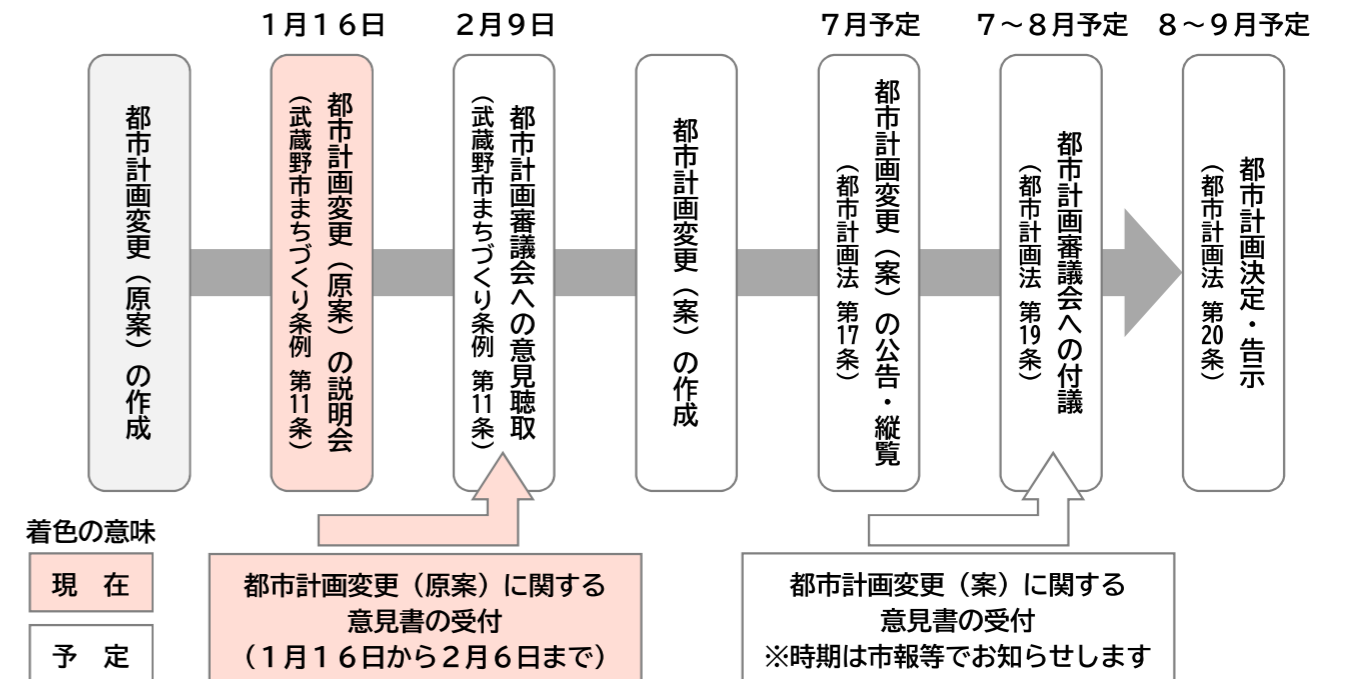 1月16日
2月9日
7月予定
7～8月予定
8～9月予定
都市計画変更（原案）の作成
都市計画変更（原案）の説明会
（武蔵野市まちづくり条例 第11条）
都市計画審議会への意見聴取
（武蔵野市まちづくり条例 第11条）
都市計画変更（案）の作成
都市計画変更（案）の公告・縦覧
（都市計画法 第17条）
都市計画審議会への付議
（都市計画法 第19条）
都市計画決定・告示
（都市計画法 第20条）
着色の意味
現　在
予　定
都市計画変更（原案）に関する
意見書の受付
（1月16日から2月6日まで）
都市計画変更（案）に関する
意見書の受付
※時期は市報等でお知らせします